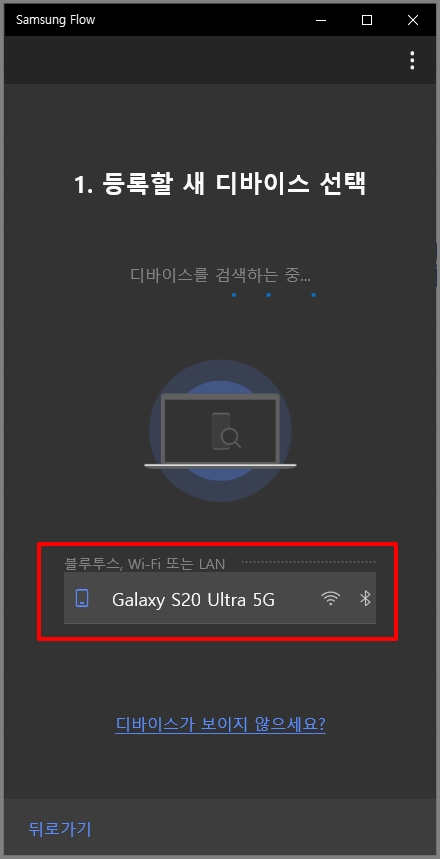 Samsung Flow
1. 등록할 새 디바이스 선택
디바이스를 검색하는 중...
블루투스, Wi-Fi 또는 LAN
Galaxy S20 Ultra 5G
디바이스가 보이지 않으세요?
뒤로가기